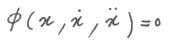 ϕ(x, ẋ, ẍ) = 0